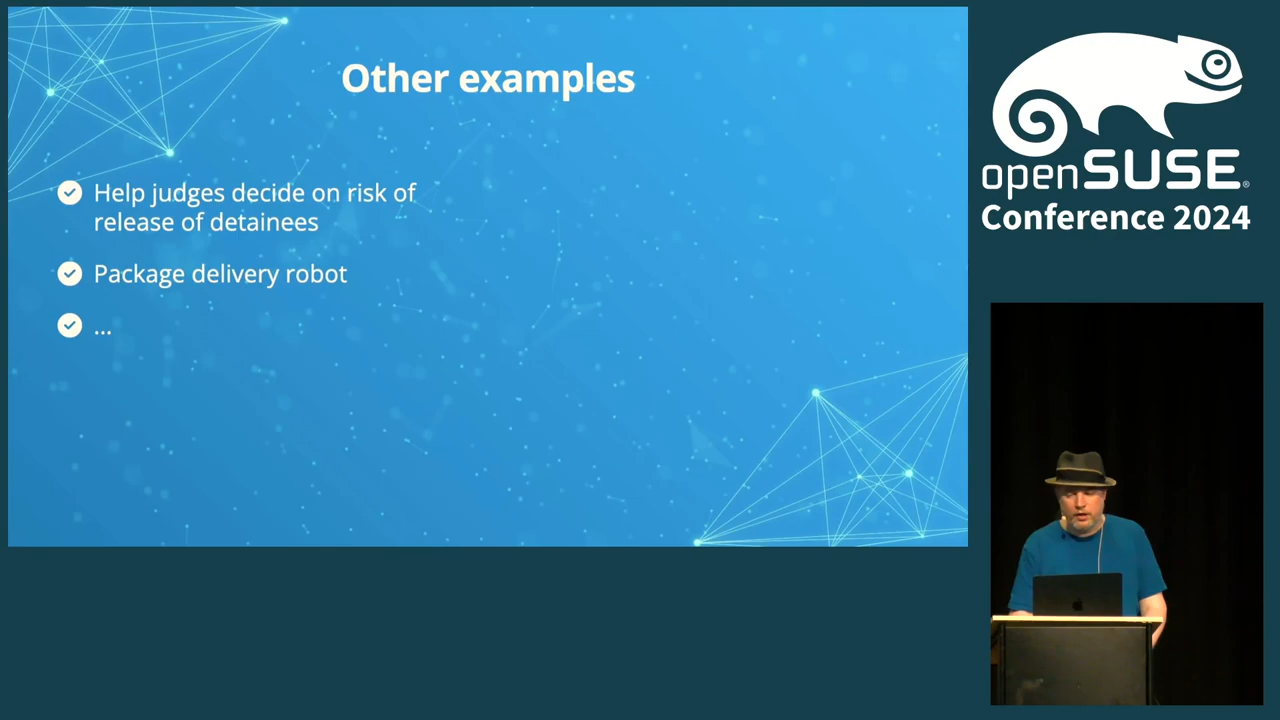 Other examples
Help judges decide on risk of
release of detainees
Package delivery robot
...
openSUSE®
Conference 2024